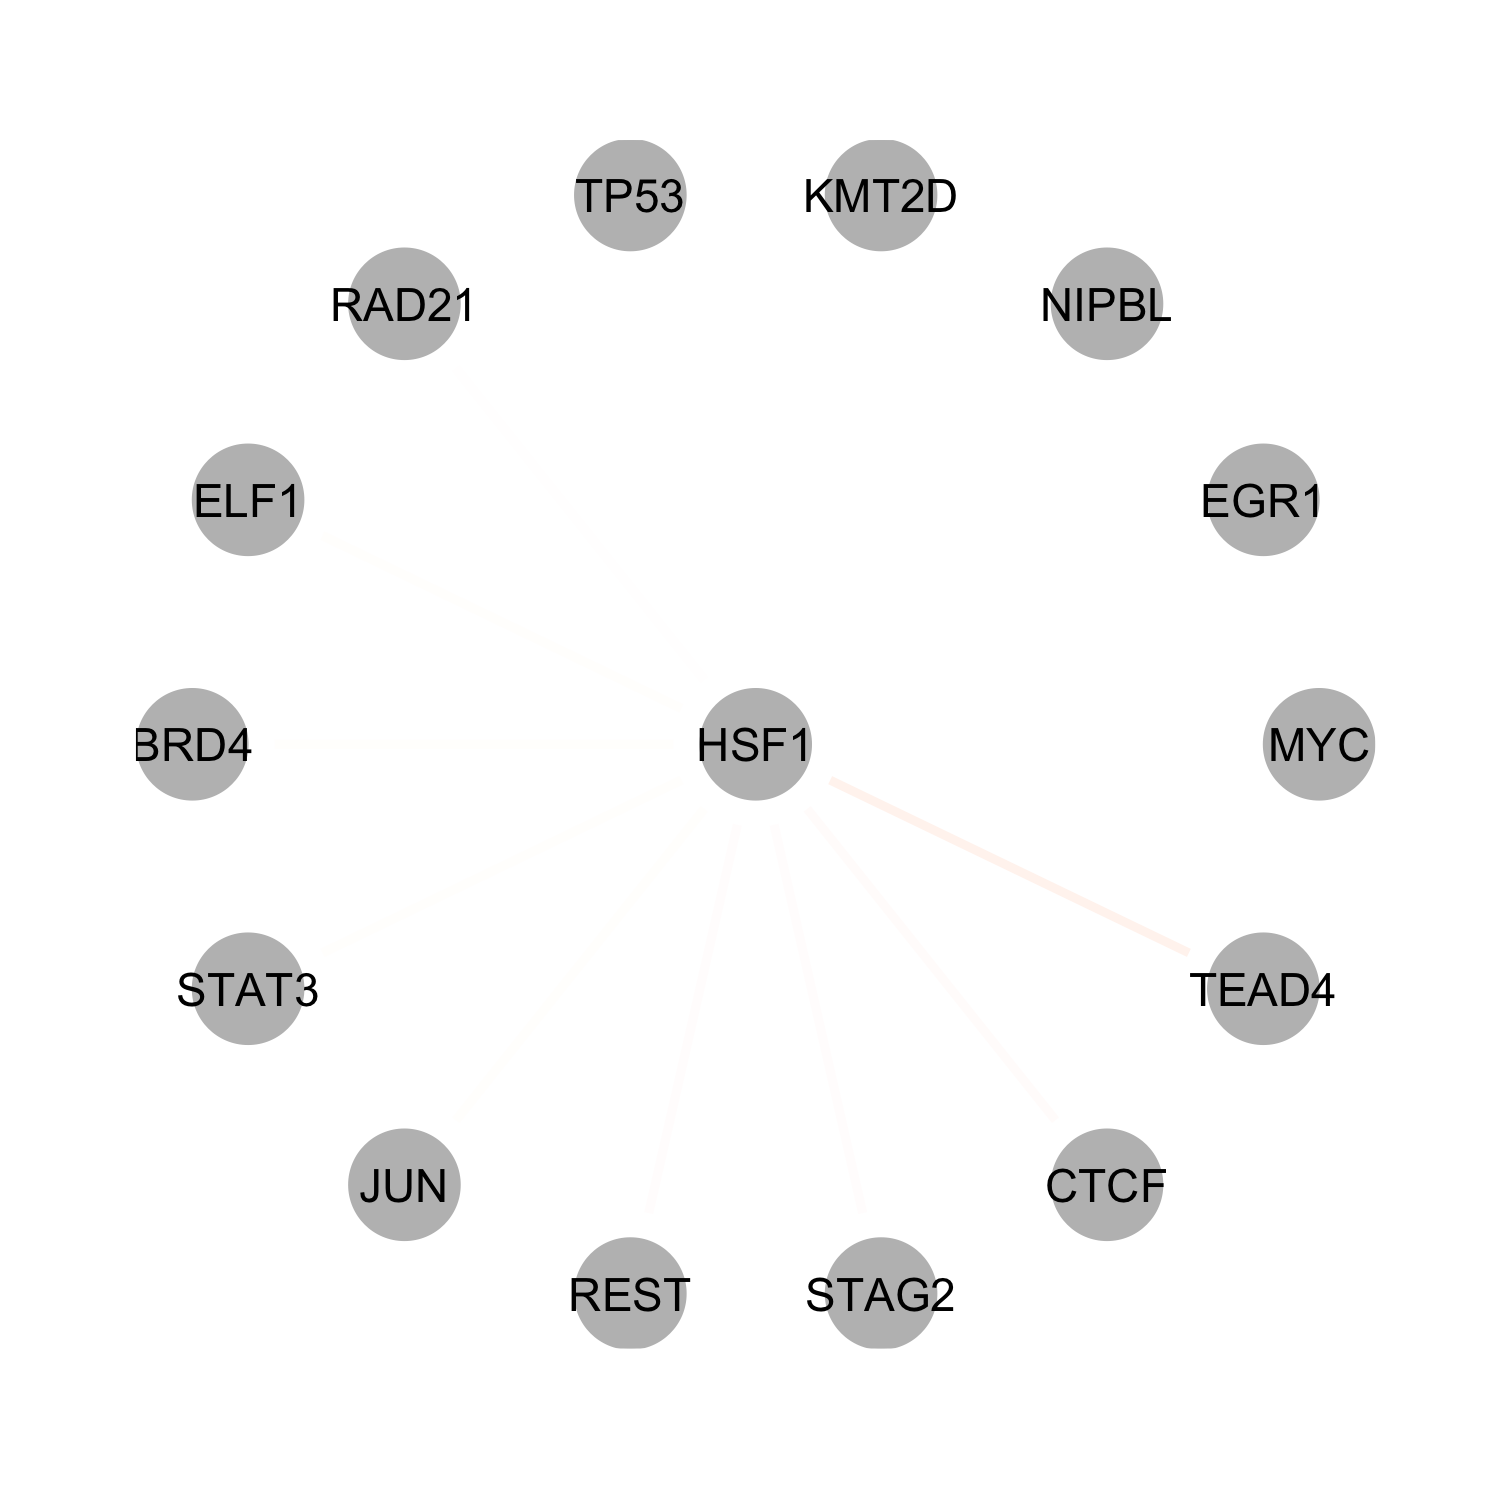 TP53
KMT2D
RAD21
NIPBL
ELF1
EGR1
BRD4
HSF1
MYC
STAT3
TEAD4
JUN
CTCF
REST
STAG2